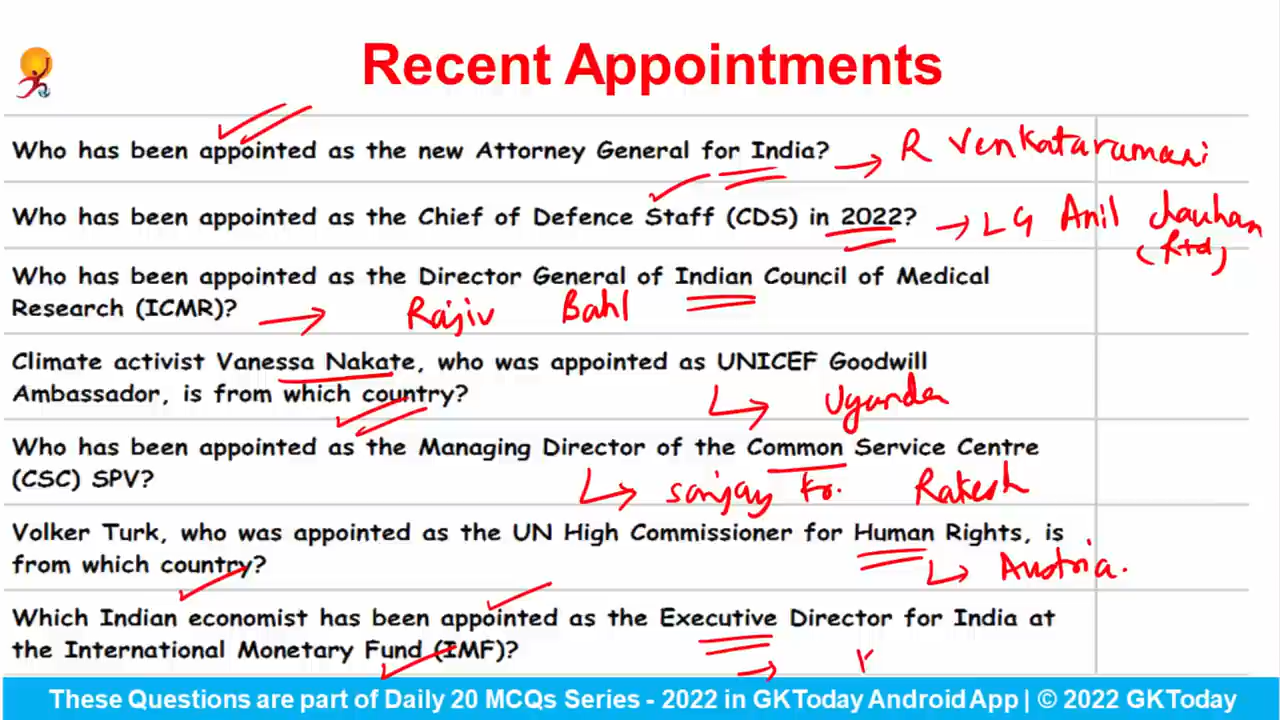 Recent Appointments
Who has been appointed as the new Attorney General for India? → R Venkataramani
Who has been appointed as the Chief of Defence Staff (CDS) in 2022? → LG Anil Chauhan
(Rtd)
Who has been appointed as the Director General of Indian Council of Medical
Research (ICMR)? → Rajiv Bahl
Climate activist Vanessa Nakate, who was appointed as UNICEF Goodwill
Ambassador, is from which country? Uganda
Who has been appointed as the Managing Director of the Common Service Centre
(CSC) SPV? Sanjay Kr. Rakesh
Volker Turk, who was appointed as the UN High Commissioner for Human Rights, is
from which country? Austria.
Which Indian economist has been appointed as the Executive Director for India at
the International Monetary Fund (IMF)? →
These Questions are part of Daily 20 MCQs Series - 2022 in GKToday Android App | © 2022 GKToday